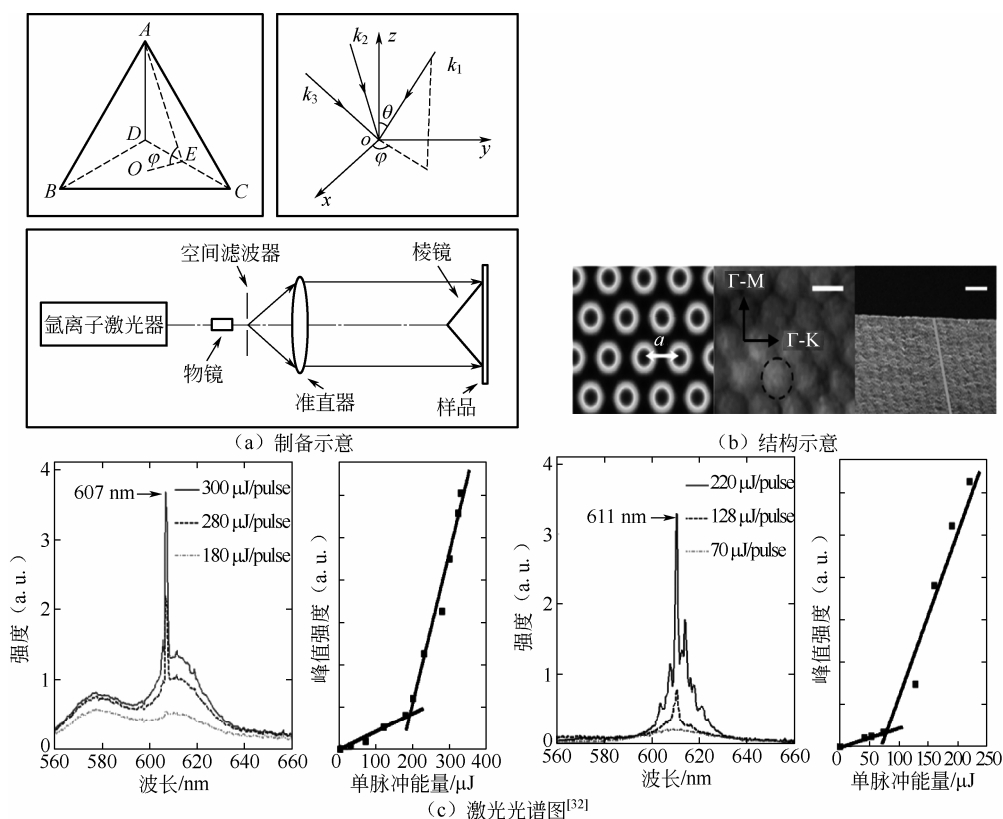 A
D
φ
E
O
B
C
k₂
z
k₁
k₃
θ
o
φ
y
x
空间滤波器
棱镜
氩离子激光器
物镜
准直器
样品
（a）制备示意
Γ-M
Γ-K
a
（b）结构示意
4
3
2
1
0
560
580
600
620
640
660
强度（a. u.）
波长/nm
607 nm
300 μJ/pulse
280 μJ/pulse
180 μJ/pulse
峰值强度（a. u.）
0
100
200
300
400
单脉冲能量/μJ
4
3
2
1
0
560
580
600
620
640
660
强度（a. u.）
波长/nm
611 nm
220 μJ/pulse
128 μJ/pulse
70 μJ/pulse
峰值强度（a. u.）
0
50
100
150
200
250
单脉冲能量/μJ
（c）激光光谱图[32]